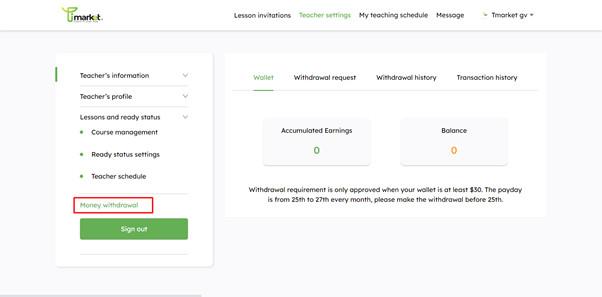 Tmarket
Lesson invitations Teacher settings My teaching schedule Message Tmarket gv
Teacher's information
Teacher's profile
Lessons and ready status
Course management
Ready status settings
Teacher schedule
Money withdrawal
Sign out
Wallet Withdrawal request Withdrawal history Transaction history
Accumulated Earnings
0
Balance
0
Withdrawal requirement is only approved when your wallet is at least $30. The payday
is from 25th to 27th every month, please make the withdrawal before 25th.